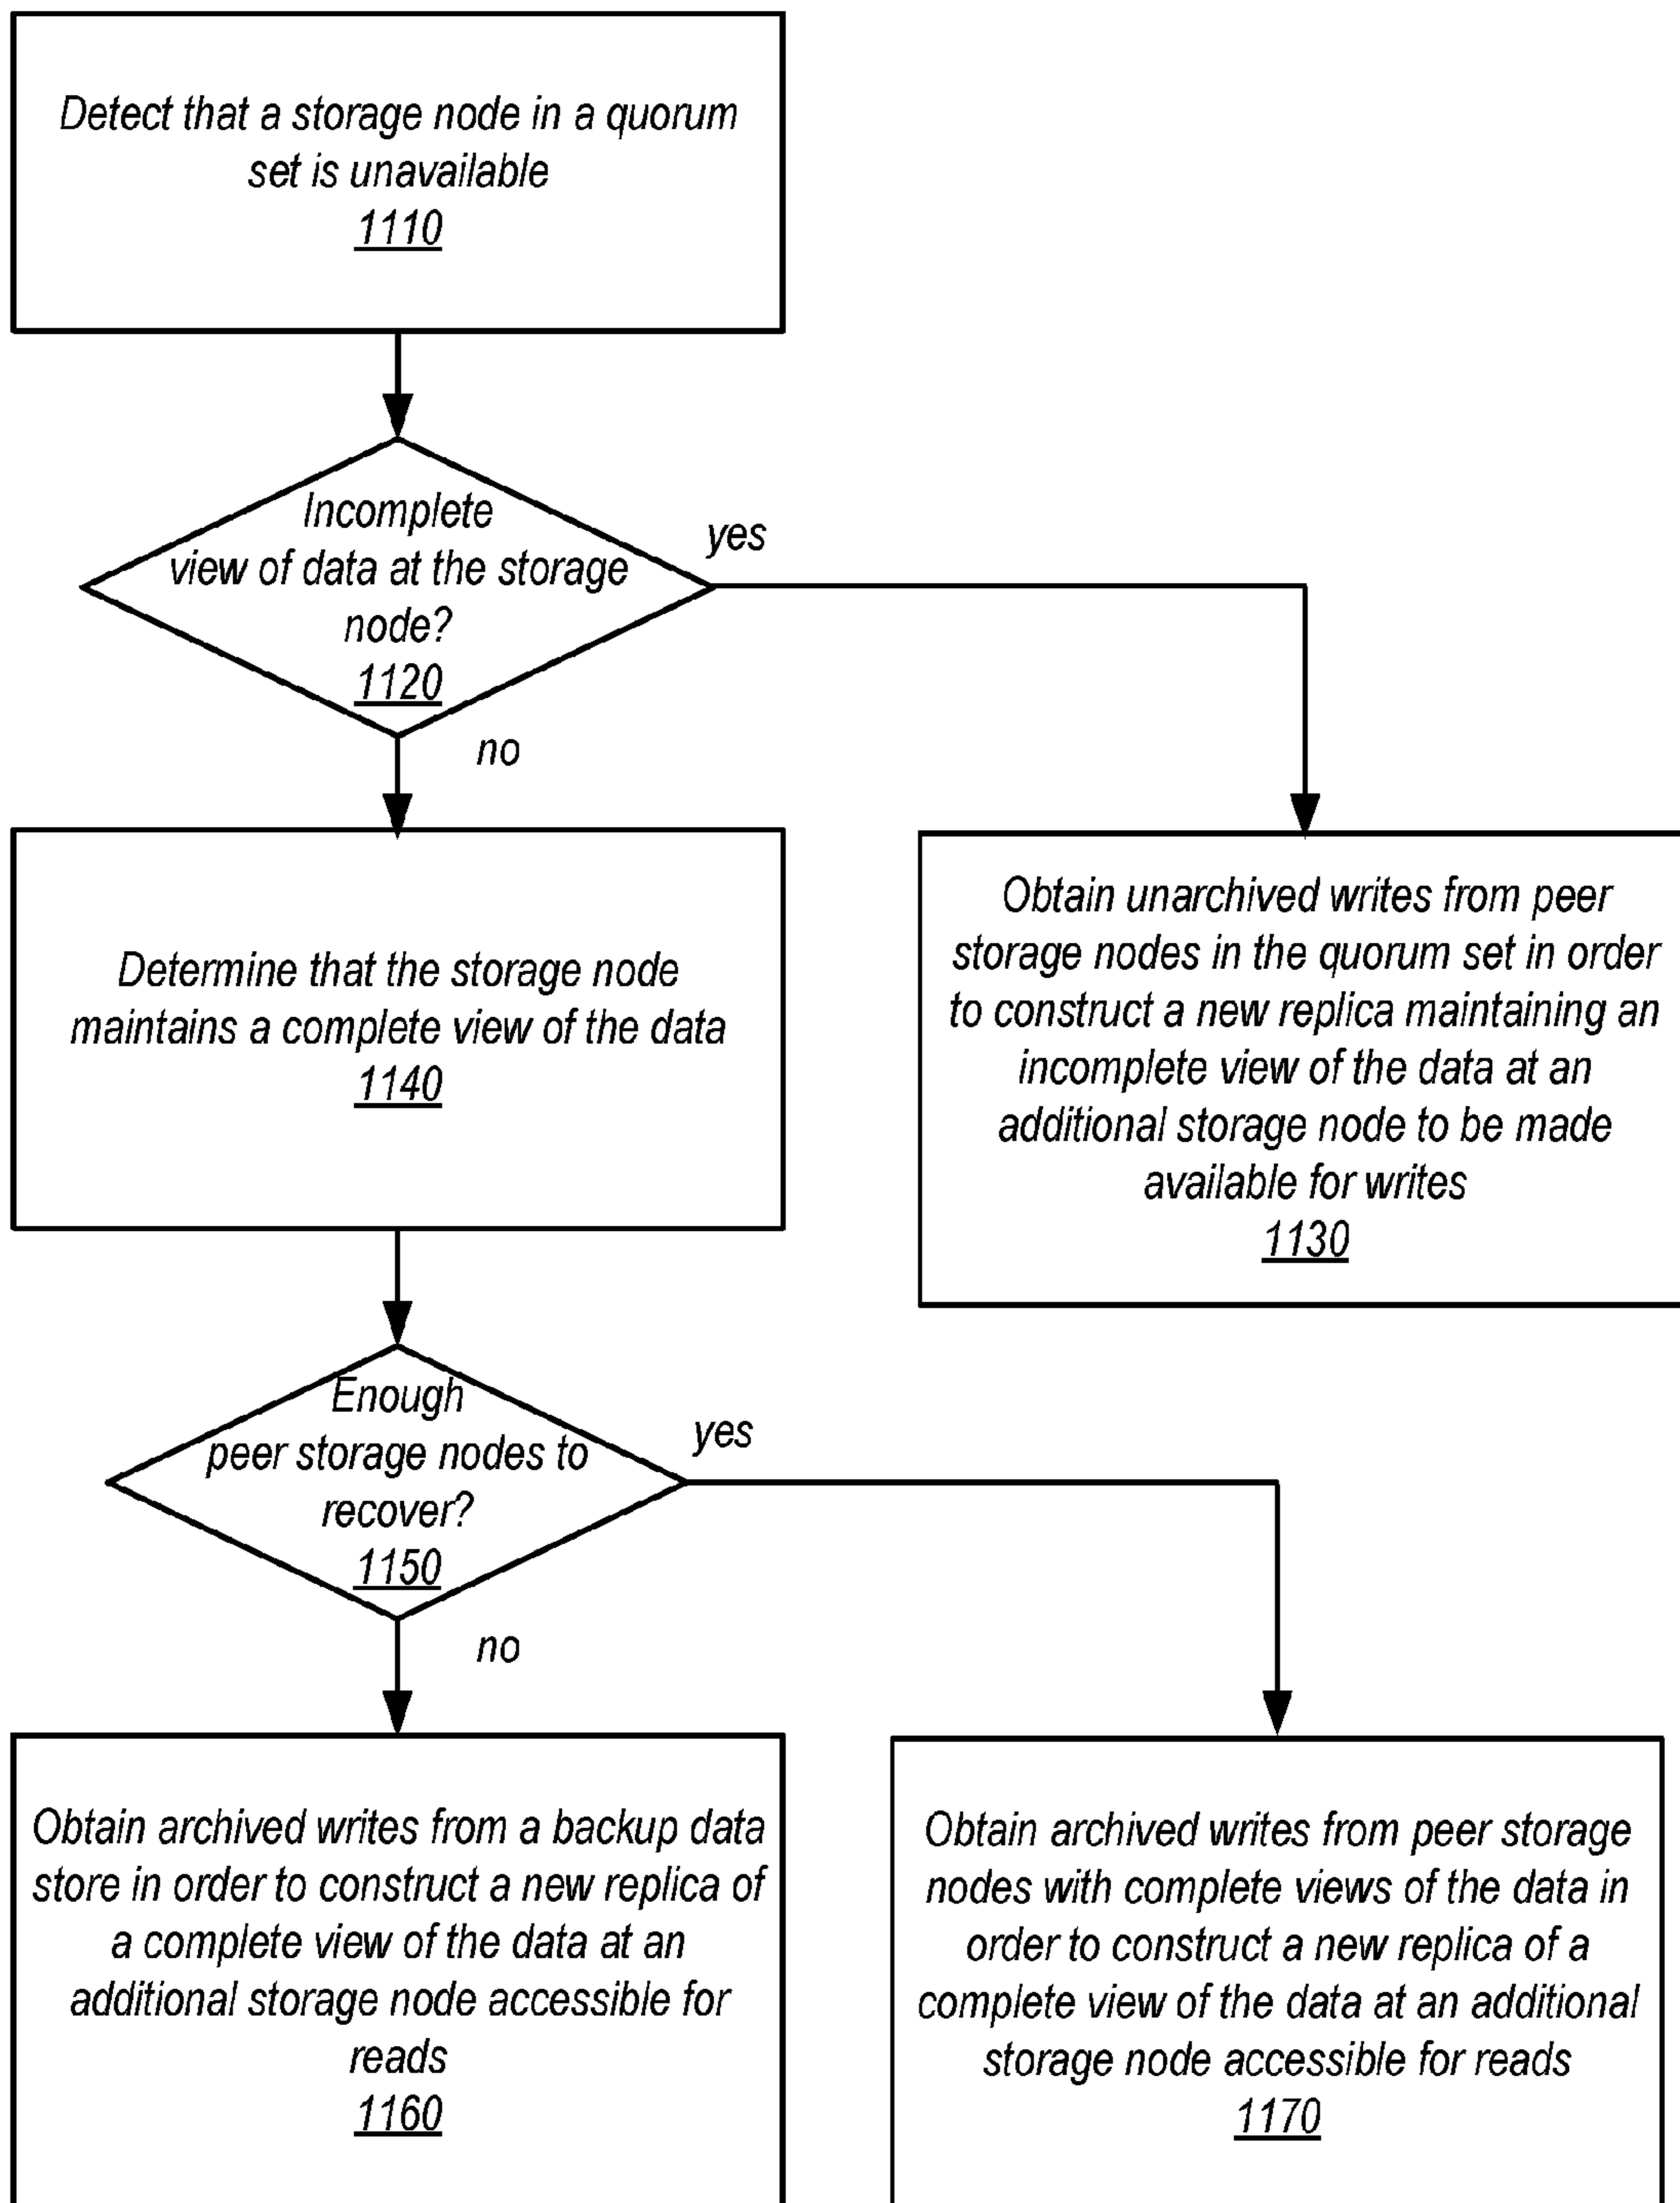 Detect that a storage node in a quorum
set is unavailable
1110
Incomplete
view of data at the storage
node?
1120
yes
no
Determine that the storage node
maintains a complete view of the data
1140
Obtain unarchived writes from peer
storage nodes in the quorum set in order
to construct a new replica maintaining an
incomplete view of the data at an
additional storage node to be made
available for writes
1130
Enough
peer storage nodes to
recover?
1150
yes
no
Obtain archived writes from a backup data
store in order to construct a new replica of
a complete view of the data at an
additional storage node accessible for
reads
1160
Obtain archived writes from peer storage
nodes with complete views of the data in
order to construct a new replica of a
complete view of the data at an additional
storage node accessible for reads
1170